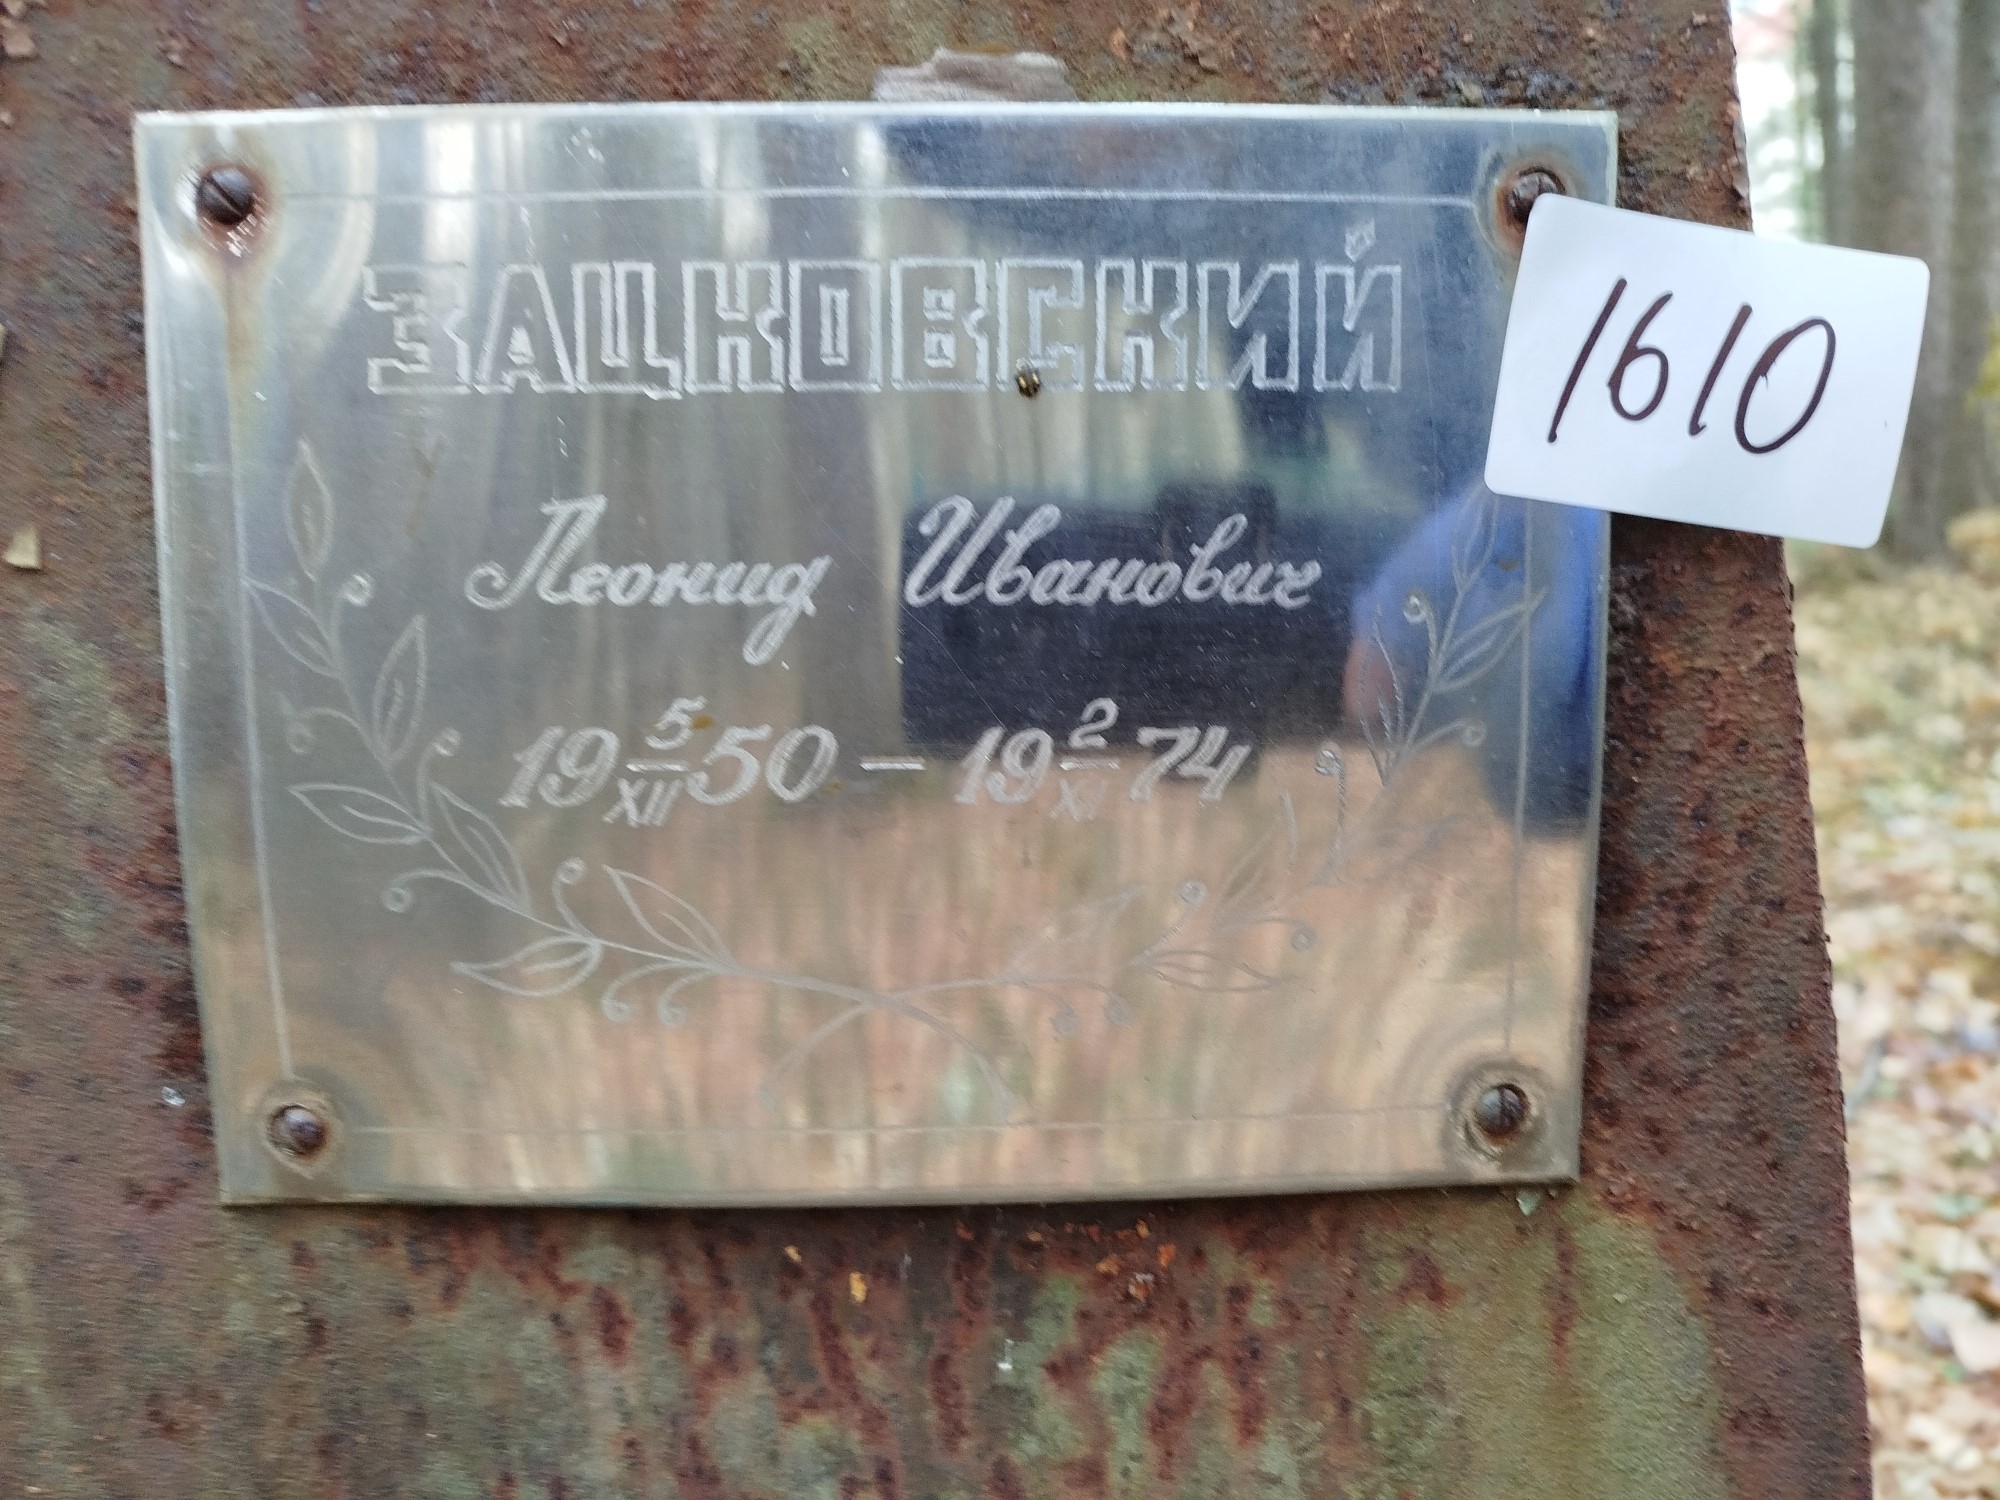 ЗАЦКОВСКИЙ
1610
Леонид Иванович
19 5/XII 50 — 19 2/XI 74